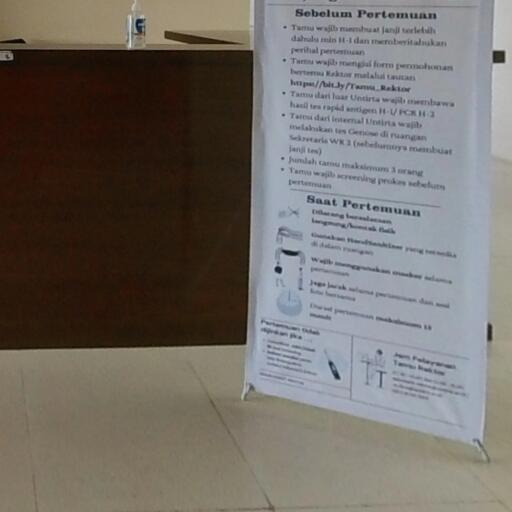 Sebelum Pertemuan
• Tamu wajib membuat janji terlebih
dahulu min H-1 dan memberitahukan
perihal pertemuan
• Tamu wajib mengisi form permohonan
bertemu Rektor melalui tautan
https://bit.ly/Tamu_Rektor
• Tamu dari luar Untirta wajib membawa
hasil tes rapid antigen H-1/ PCR H-2
• Tamu dari internal Untirta wajib
melakukan tes Genose di ruangan
Sekretaris WR 2 (sebelumnya membuat
janji tes)
• Jumlah tamu maksimum 3 orang
• Tamu wajib screening prokes sebelum
pertemuan
Saat Pertemuan
Dilarang bersalaman
langsung/kontak fisik
Gunakan HandSanitizer yang tersedia
di dalam ruangan
Wajib menggunakan masker selama
pertemuan
Jaga jarak selama pertemuan dan sesi
foto bersama
Durasi pertemuan maksimum 15
menit
Pertemuan tidak
diijinkan jika
Jam Pelayanan
Tamu Rektor